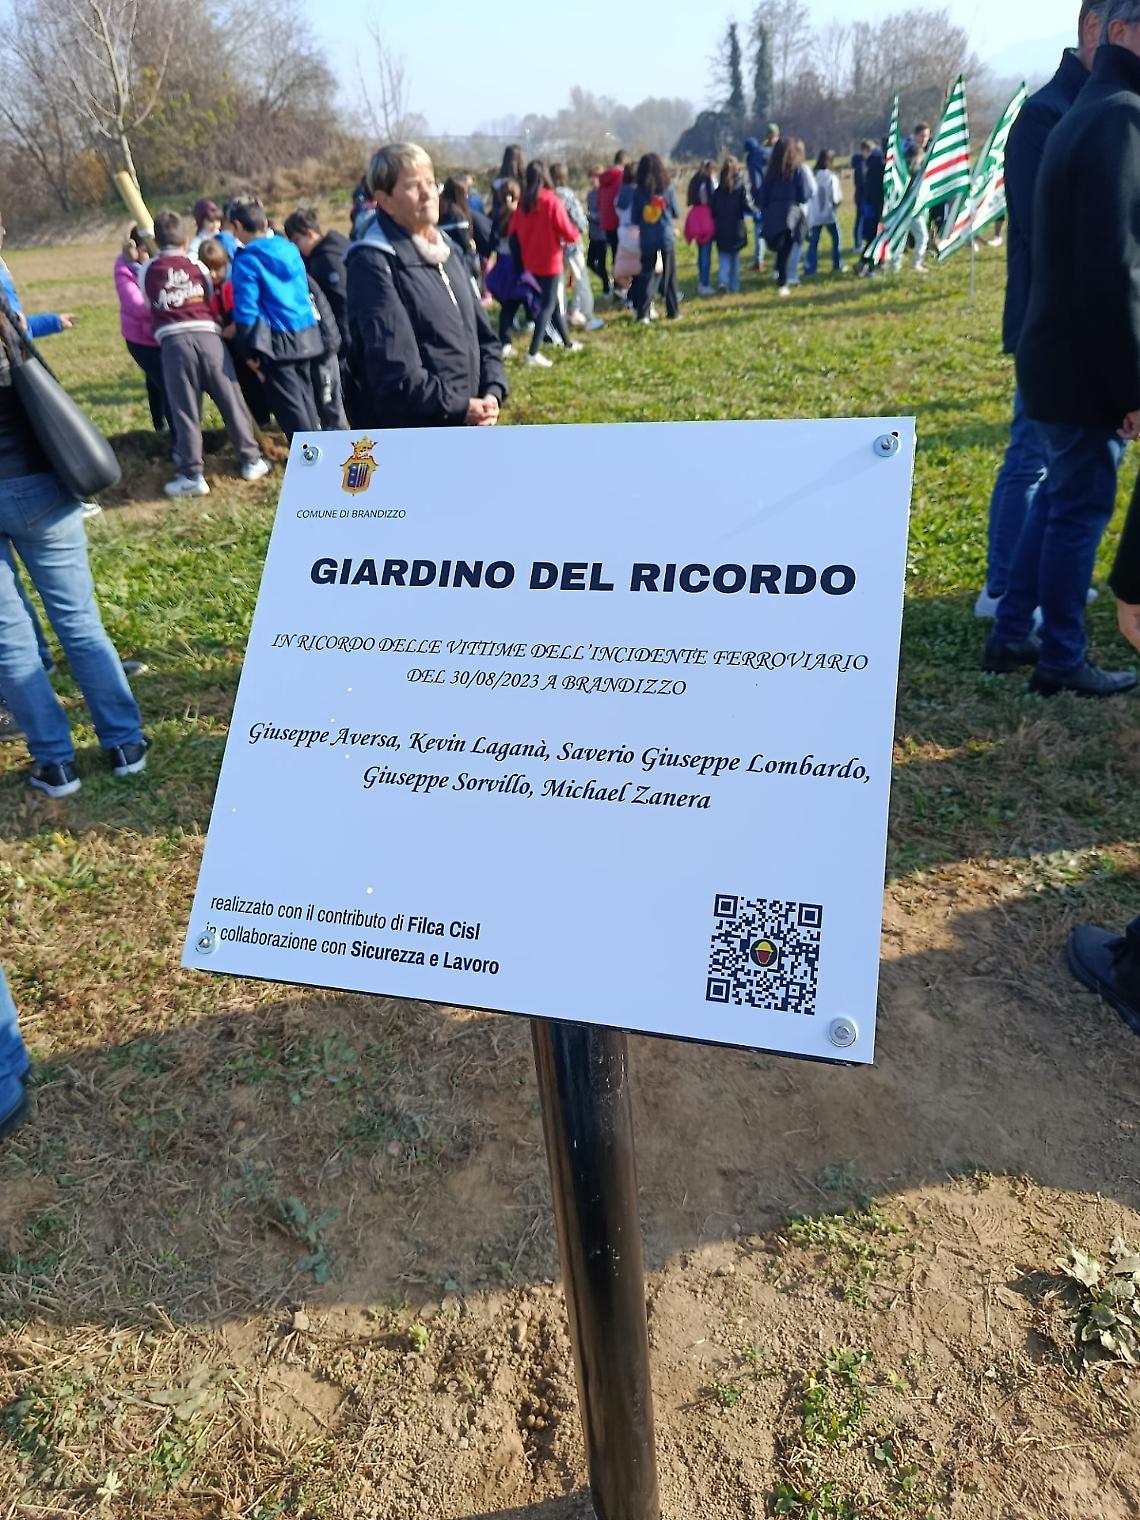 Los
Angeles
COMUNE DI BRANDIZZO
GIARDINO DEL RICORDO
IN RICORDO DELLE VITTIME DELL'INCIDENTE FERROVIARIO
DEL 30/08/2023 A BRANDIZZO
Giuseppe Aversa, Kevin Laganà, Saverio Giuseppe Lombardo,
Giuseppe Sorvillo, Michael Zanera
realizzato con il contributo di Filca Cisl
in collaborazione con Sicurezza e Lavoro